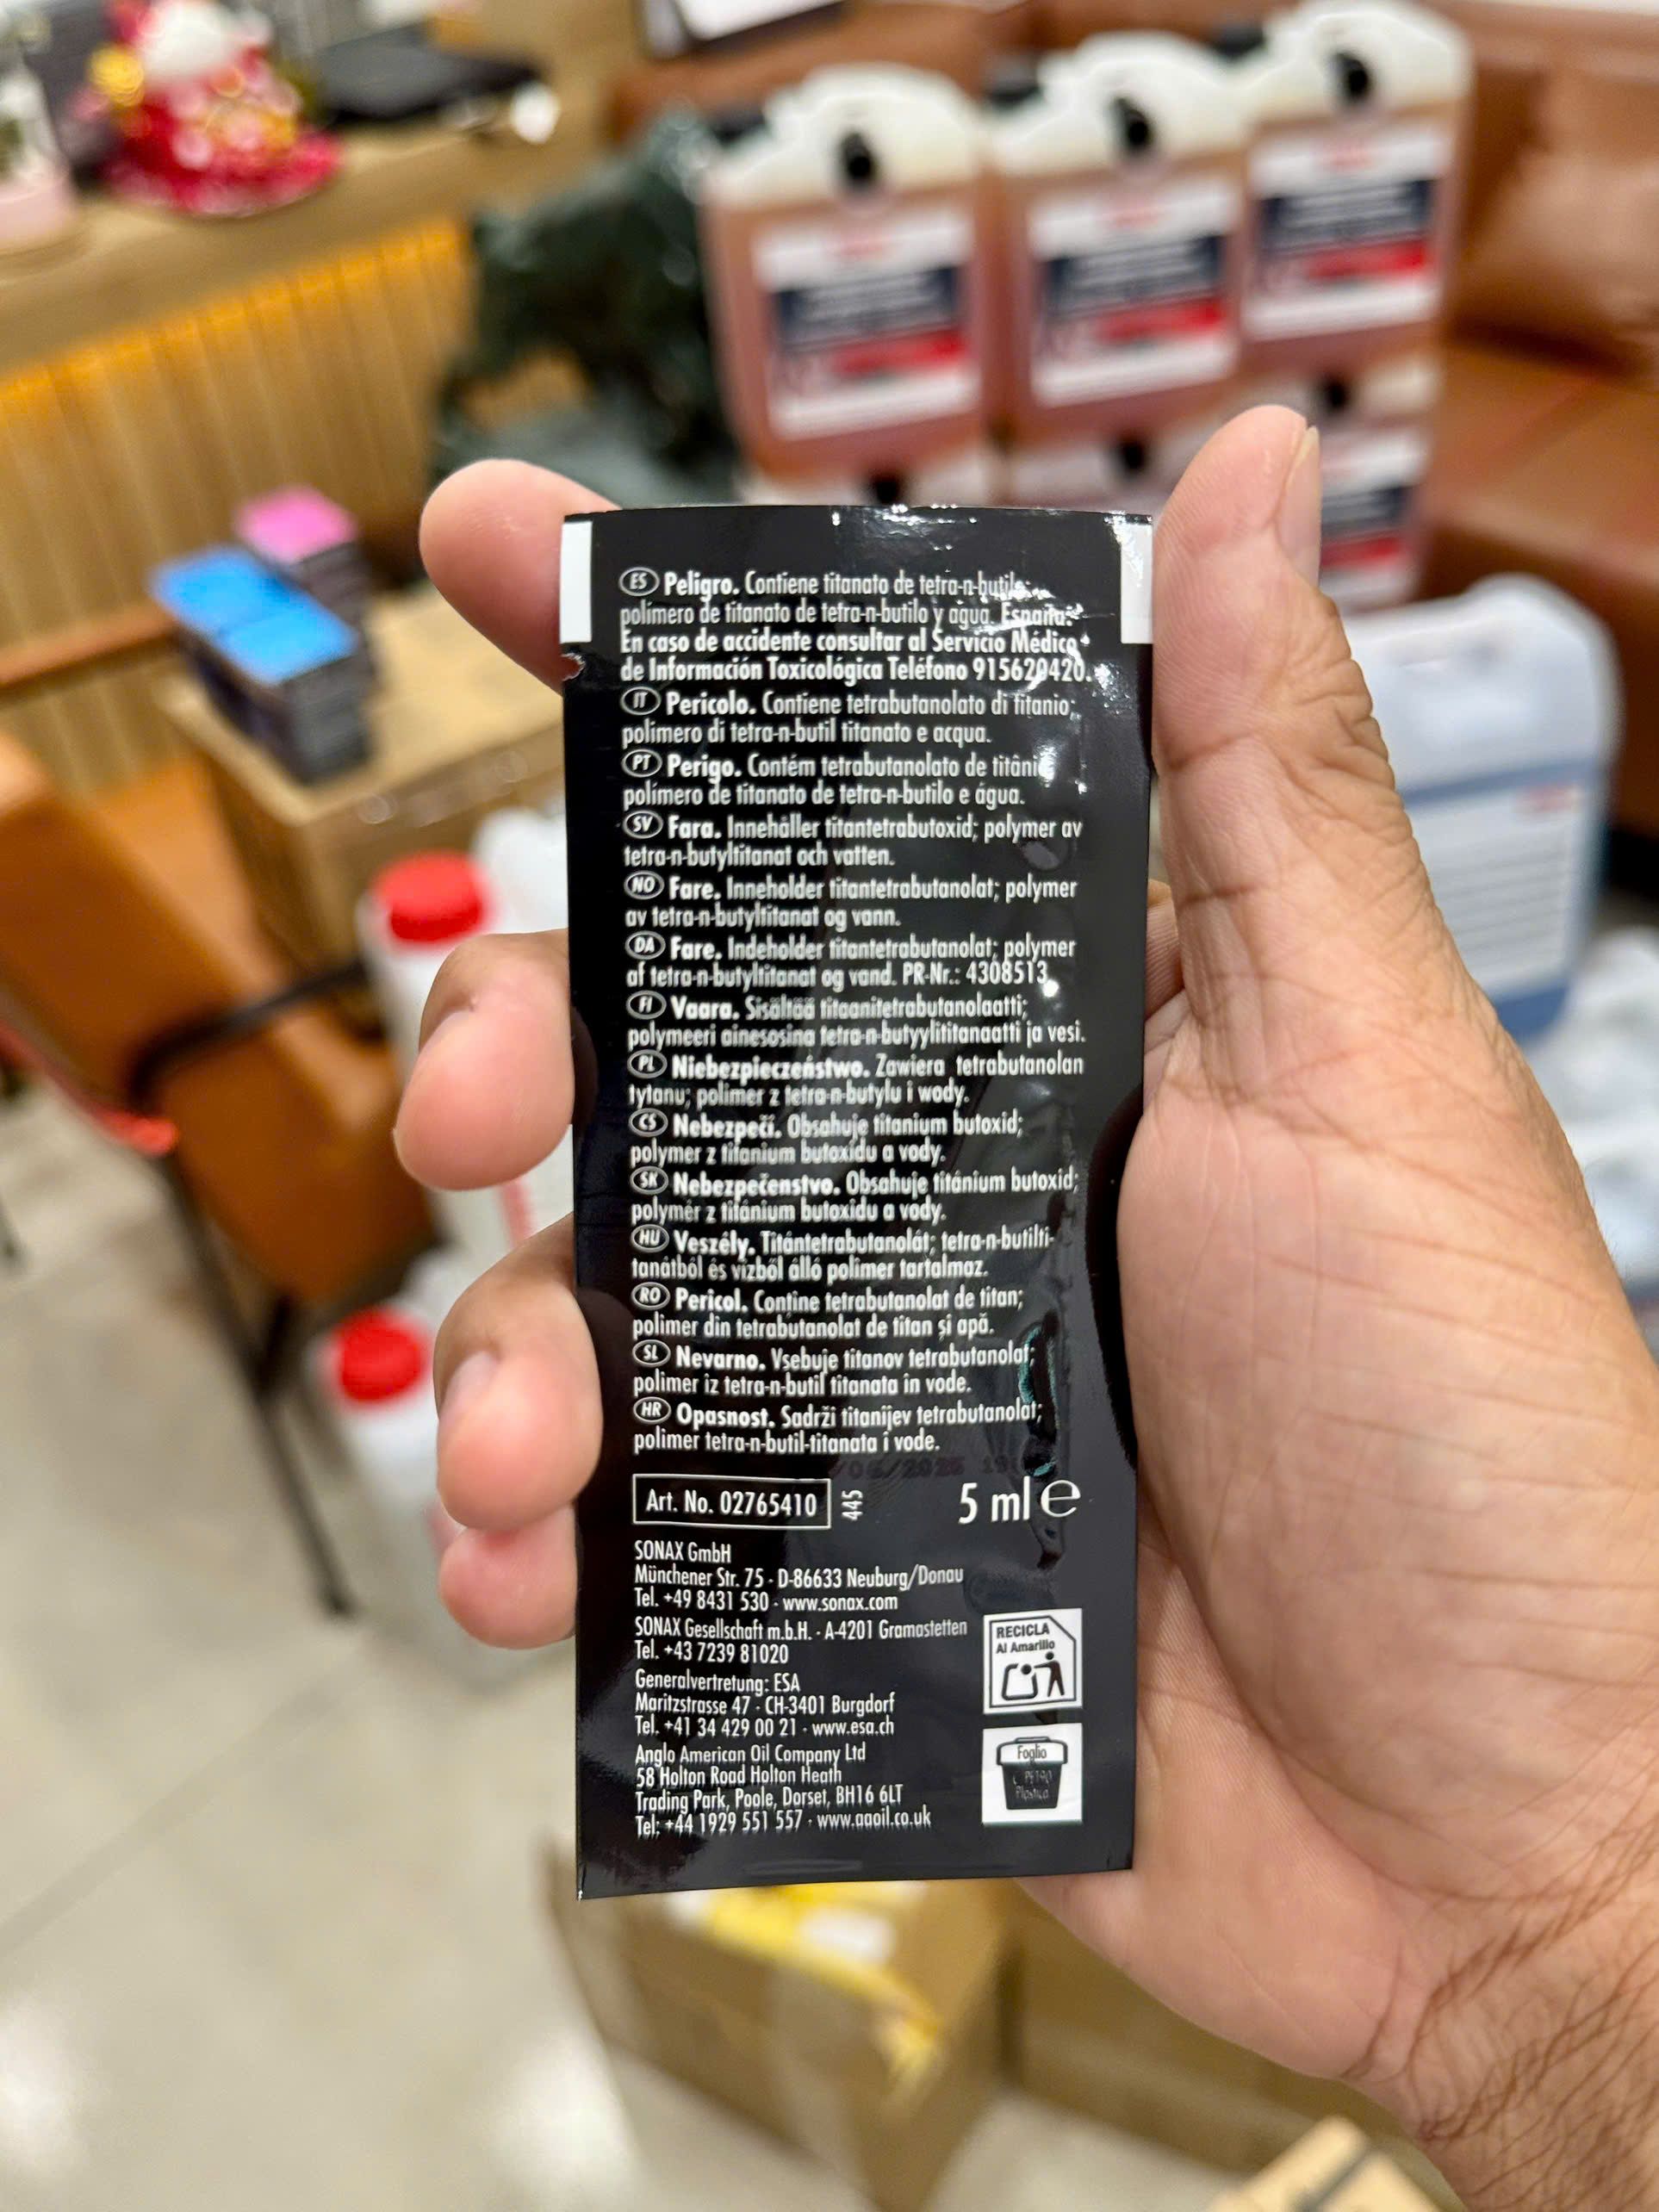 ES Peligro. Contiene titanato de tetra-n-butilo;
polímero de titanato de tetra-n-butilo y agua. España:
En caso de accidente consultar al Servicio Médico
de Información Toxicológica Teléfono 915620420.
IT Pericolo. Contiene tetrabutanolato di titanio;
polimero di tetra-n-butil titanato e acqua.
PT Perigo. Contém tetrabutanolato de titânio
polímero de titanato de tetra-n-butilo e água.
SV Fara. Innehåller titantetrabutoxid; polymer av
tetra-n-butyltitanat och vatten.
NO Fare. Inneholder titantetrabutanolat; polymer
av tetra-n-butyltitanat og vann.
DA Fare. Indeholder titantetrabutanolat; polymer
af tetra-n-butyltitanat og vand. PR-Nr.: 4308513.
FI Vaara. Sisältää titaanitetrabutanolaatti;
polymeeri ainesosina tetra-n-butyylititanaatti ja vesi.
PL Niebezpieczeństwo. Zawiera tetrabutanolan
tytanu; polimer z tetra-n-butylu i wody.
CS Nebezpečí. Obsahuje titanium butoxid;
polymer z titanium butoxidu a vody.
SK Nebezpečenstvo. Obsahuje titánium butoxid;
polymér z titánium butoxidu a vody.
HU Veszély. Titántetrabutanolát; tetra-n-butilti-
tanátból és vízből álló polimer tartalmaz.
RO Pericol. Conține tetrabutanolat de titan;
polimer din tetrabutanolat de titan și apă.
SL Nevarno. Vsebuje titanov tetrabutanolat;
polimer iz tetra-n-butil titanata in vode.
HR Opasnost. Sadrži titanijev tetrabutanolat;
polimer tetra-n-butil-titanata i vode.
Art. No. 02765410 445 5 ml e
SONAX GmbH
Münchener Str. 75 - D-86633 Neuburg/Donau
Tel. +49 8431 530 - www.sonax.com
SONAX Gesellschaft m.b.H. - A-4201 Gramastetten
Tel. +43 7239 81020
RECICLA
Al Amarillo
Generalvertretung: ESA
Maritzstrasse 47 - CH-3401 Burgdorf
Tel. +41 34 429 00 21 - www.esa.ch
Anglo American Oil Company Ltd
58 Holton Road Holton Heath
Trading Park, Poole, Dorset, BH16 6LT
Tel: +44 1929 551 557 - www.aaoil.co.uk
Foglio
Plastica